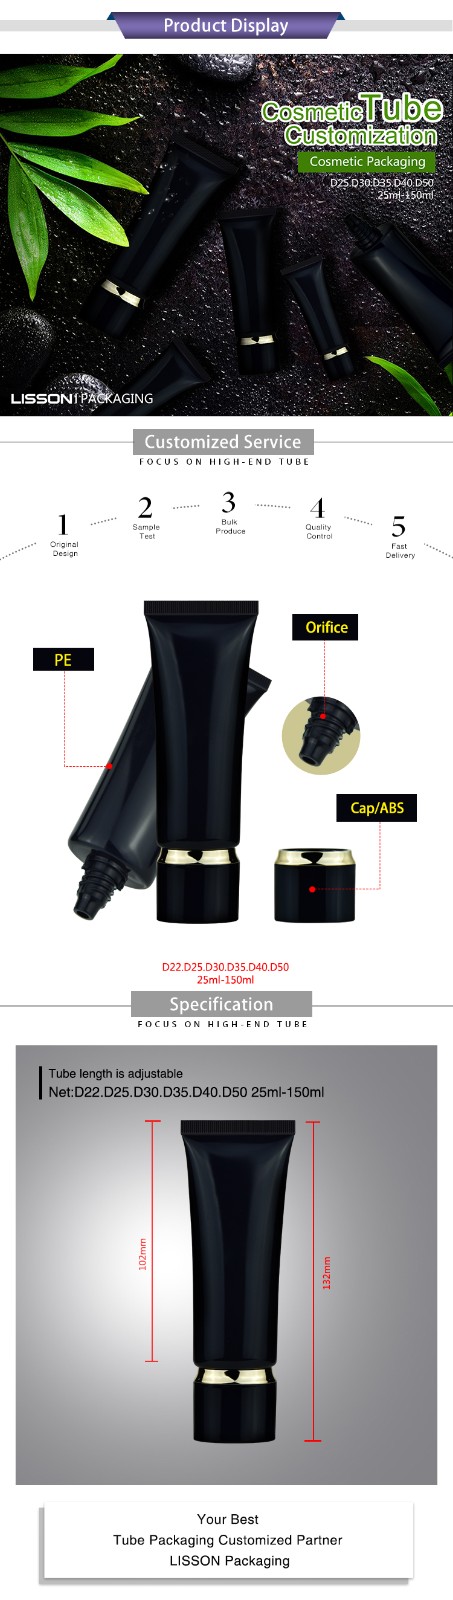 Product Display
CosmeticTube
Customization
Cosmetic Packaging
D25.D30.D35.D40.D50
25ml-150ml
LISSON PACKAGING
Customized Service
FOCUS ON HIGH-END TUBE
1
Original
Design
2
Sample
Test
3
Bulk
Produce
4
Quality
Control
5
Fast
Delivery
Orifice
PE
Cap/ABS
D22.D25.D30.D35.D40.D50
25ml-150ml
Specification
FOCUS ON HIGH-END TUBE
Tube length is adjustable
Net:D22.D25.D30.D35.D40.D50 25ml-150ml
102mm
132mm
Your Best
Tube Packaging Customized Partner
LISSON Packaging